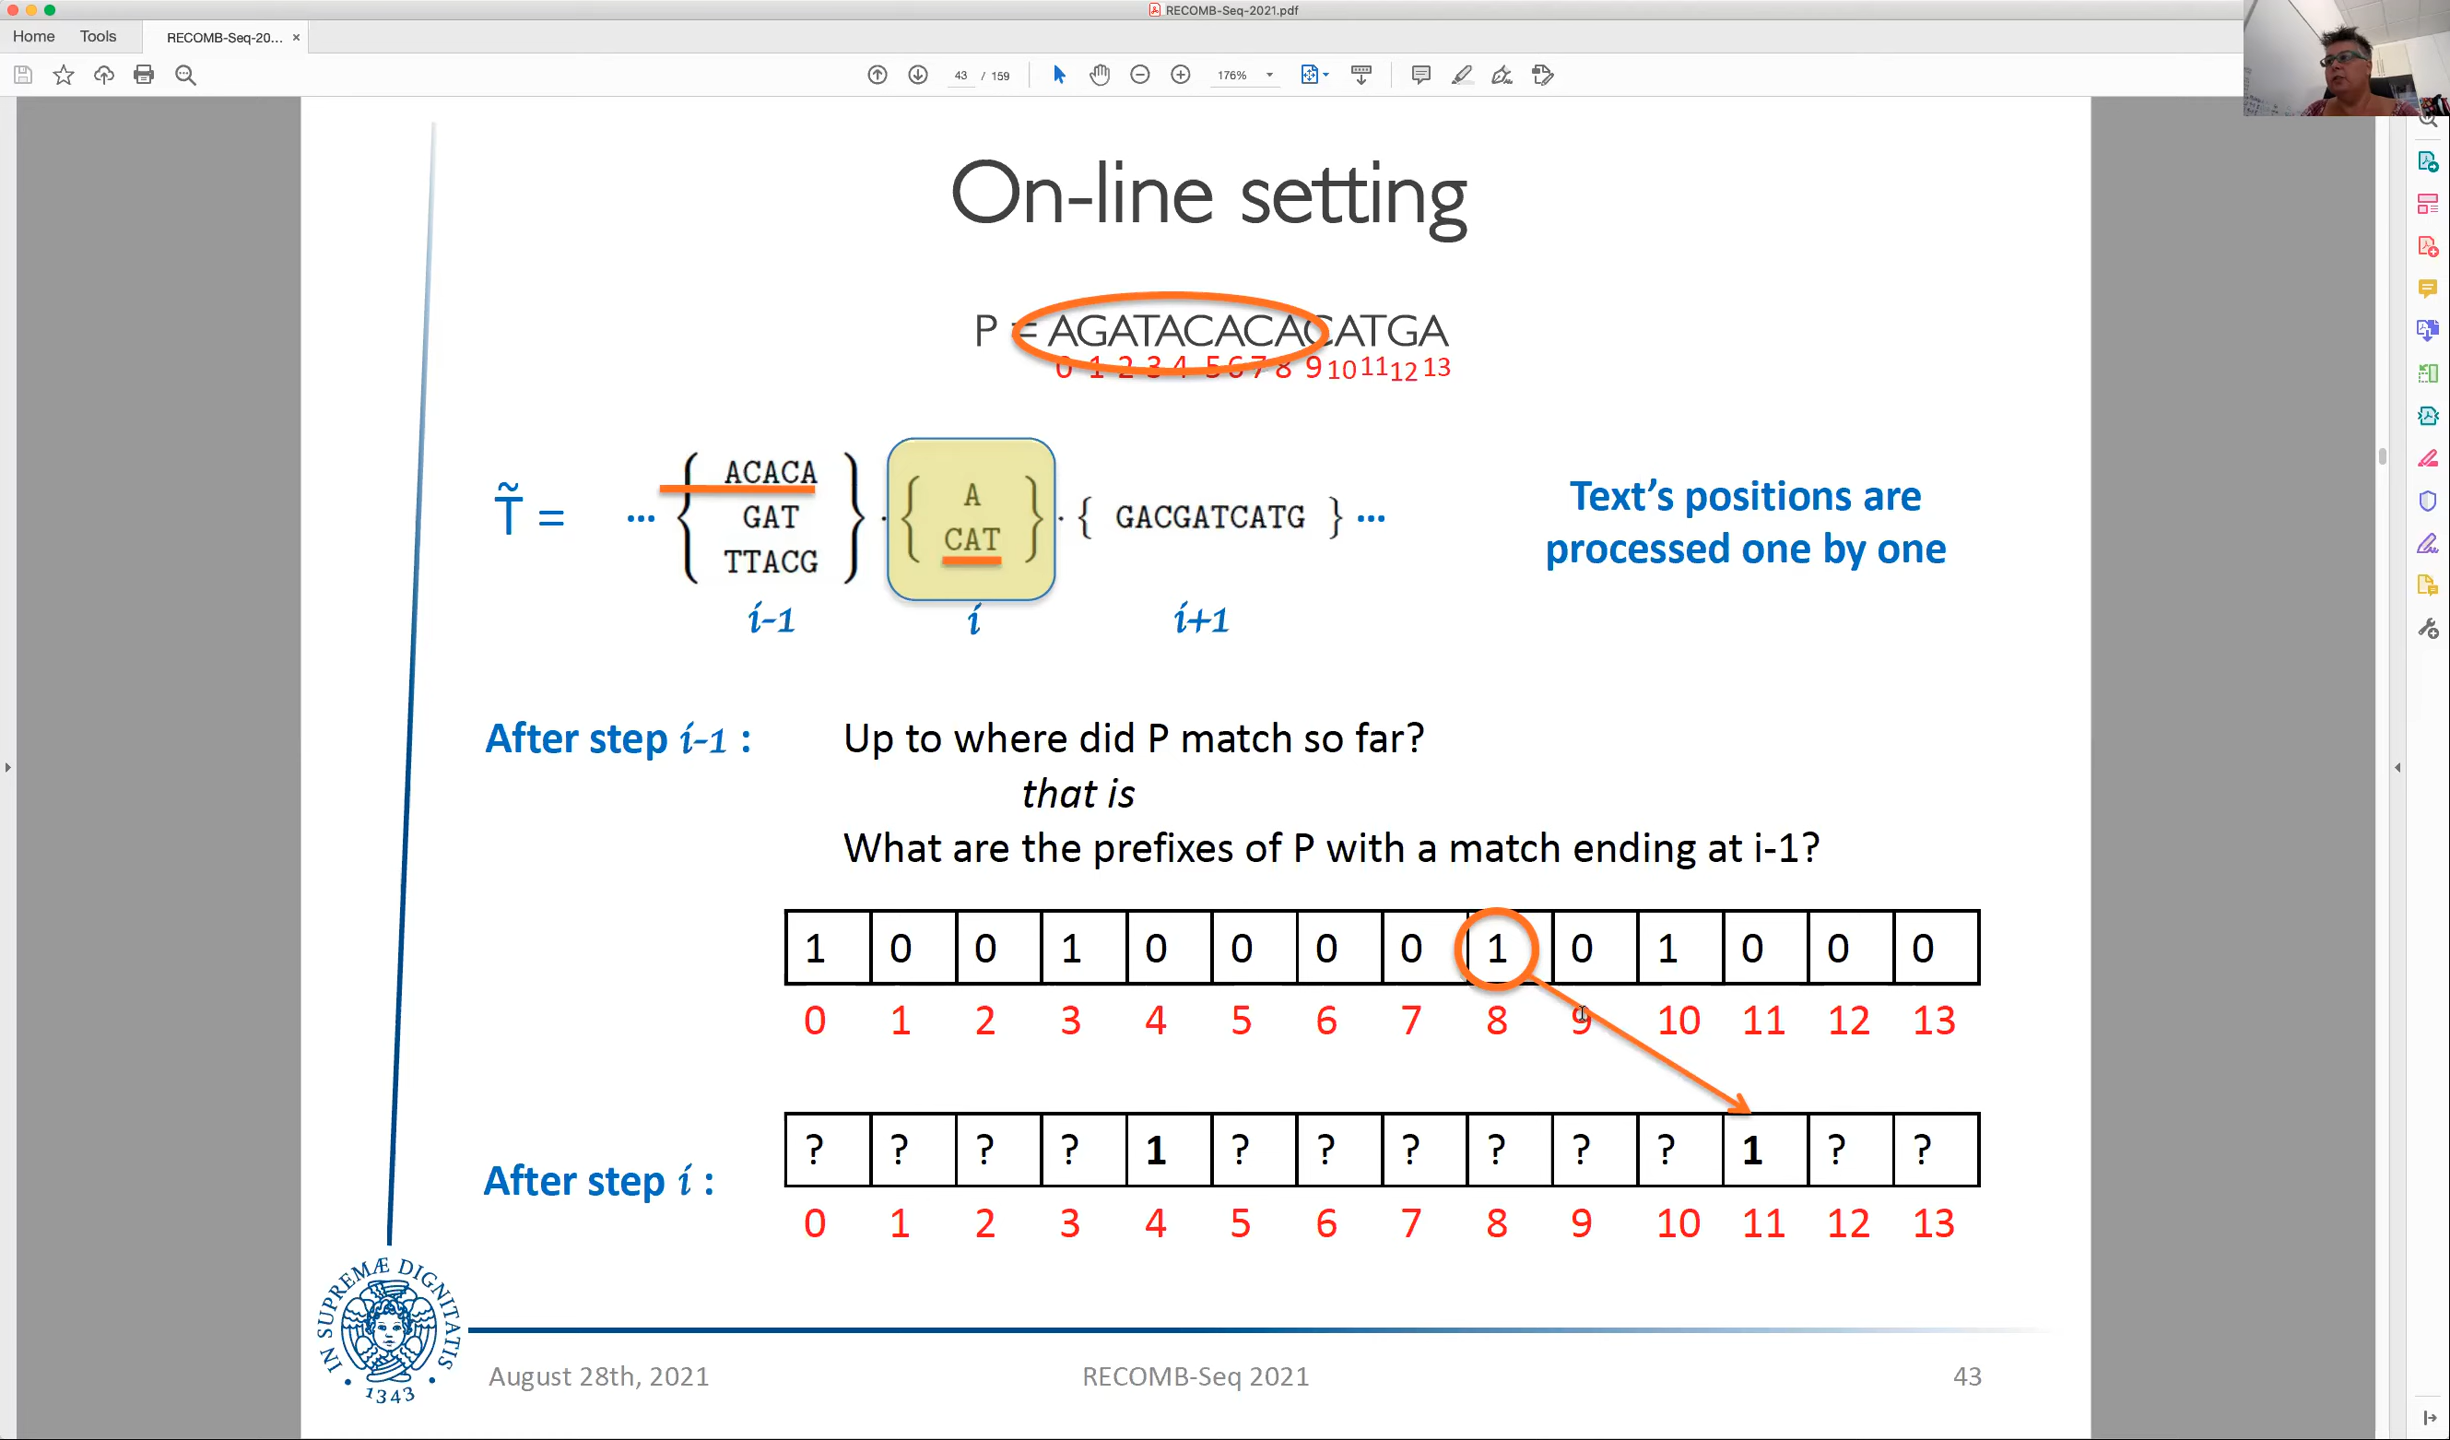 RECOMB-Seq-2021.pdf
Home Tools RECOMB-Seq-20... ×
43 / 159 176%
On-line setting
P = AGATACACACATGA
0 1 2 3 4 5 6 7 8 9 10 11 12 13
T̃ = ... { ACACA GAT TTACG } · { A CAT } · { GACGATCATG } ...
i-1 i i+1
Text's positions are
processed one by one
After step i-1 : Up to where did P match so far?
that is
What are the prefixes of P with a match ending at i-1?
1 0 0 1 0 0 0 0 1 0 1 0 0 0
0 1 2 3 4 5 6 7 8 9 10 11 12 13
After step i : ? ? ? ? 1 ? ? ? ? ? ? 1 ? ?
0 1 2 3 4 5 6 7 8 9 10 11 12 13
IN SUPREMÆ DIGNITATIS
· 1343 ·
August 28th, 2021 RECOMB-Seq 2021 43